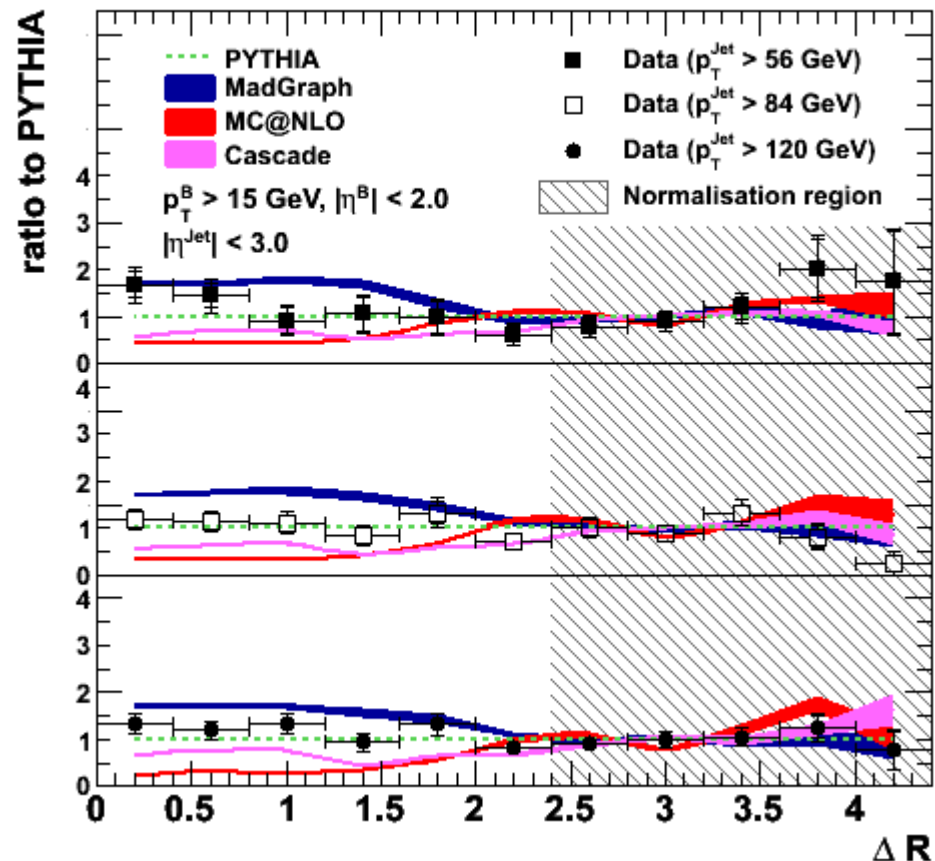 ratio to PYTHIA
PYTHIA
MadGraph
MC@NLO
Cascade
p_T^B > 15 GeV, |η^B| < 2.0
|η^Jet| < 3.0
Data (p_T^Jet > 56 GeV)
Data (p_T^Jet > 84 GeV)
Data (p_T^Jet > 120 GeV)
Normalisation region
4
3
2
1
0
4
3
2
1
0
4
3
2
1
0
0 0.5 1 1.5 2 2.5 3 3.5 4
Δ R